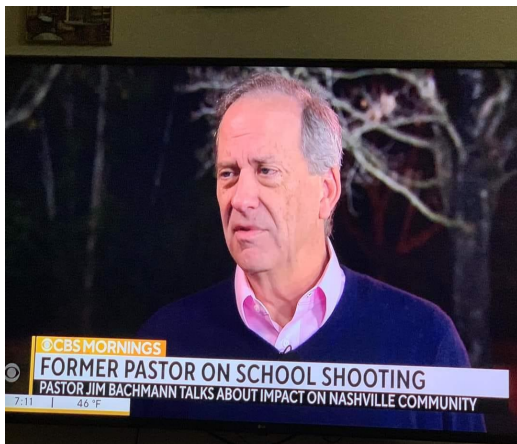 CBS MORNINGS
FORMER PASTOR ON SCHOOL SHOOTING
PASTOR JIM BACHMANN TALKS ABOUT IMPACT ON NASHVILLE COMMUNITY
7:11 | 46 °F